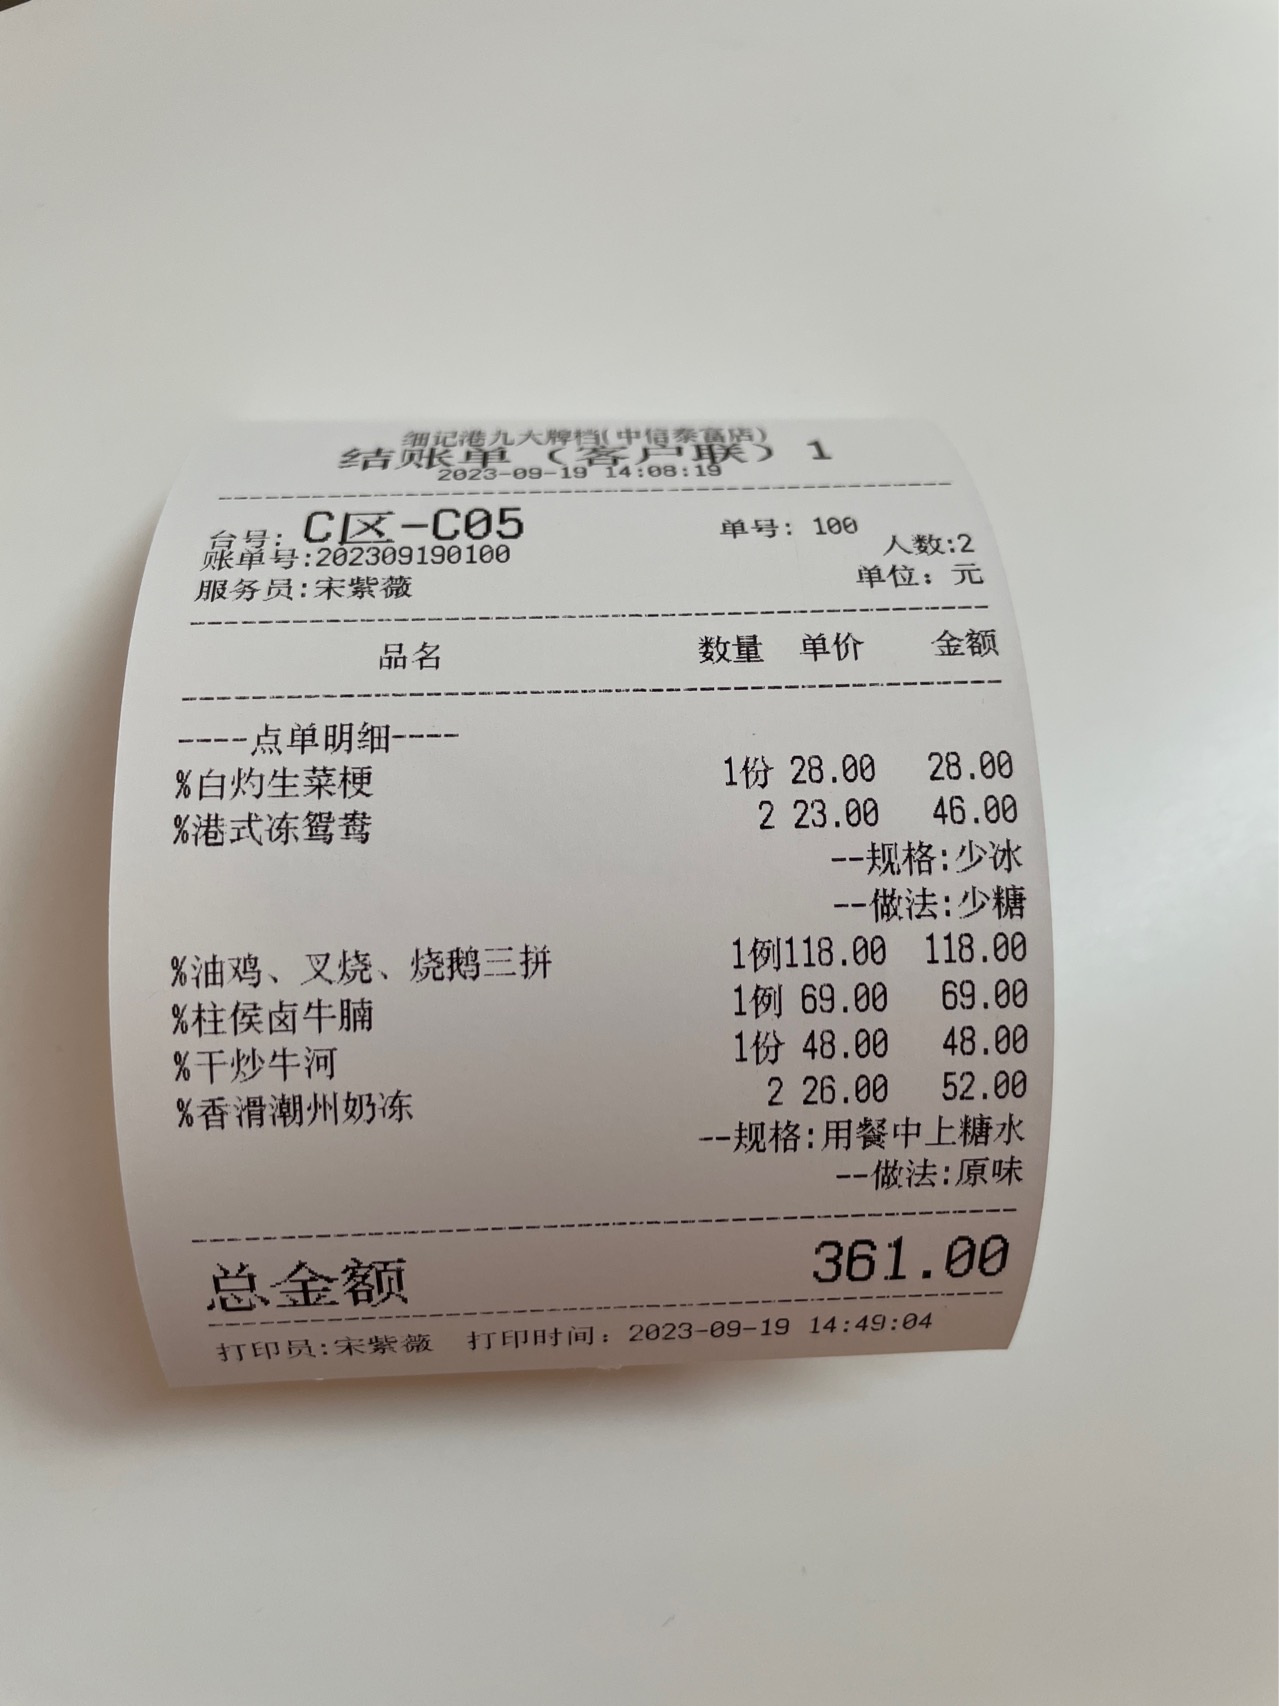 细记港九大牌档(中信泰富店)
结账单（客户联）1
2023-09-19 14:08:19
台号: C区-C05 单号: 100
账单号:202309190100 人数:2
服务员:宋紫薇 单位: 元
品名 数量 单价 金额
----点单明细----
%白灼生菜梗 1份 28.00 28.00
%港式冻鸳鸯 2 23.00 46.00
--规格:少冰
--做法:少糖
%油鸡、叉烧、烧鹅三拼 1例118.00 118.00
%柱侯卤牛腩 1例 69.00 69.00
%干炒牛河 1份 48.00 48.00
%香滑潮州奶冻 2 26.00 52.00
--规格:用餐中上糖水
--做法:原味
总金额 361.00
打印员:宋紫薇 打印时间: 2023-09-19 14:49:04